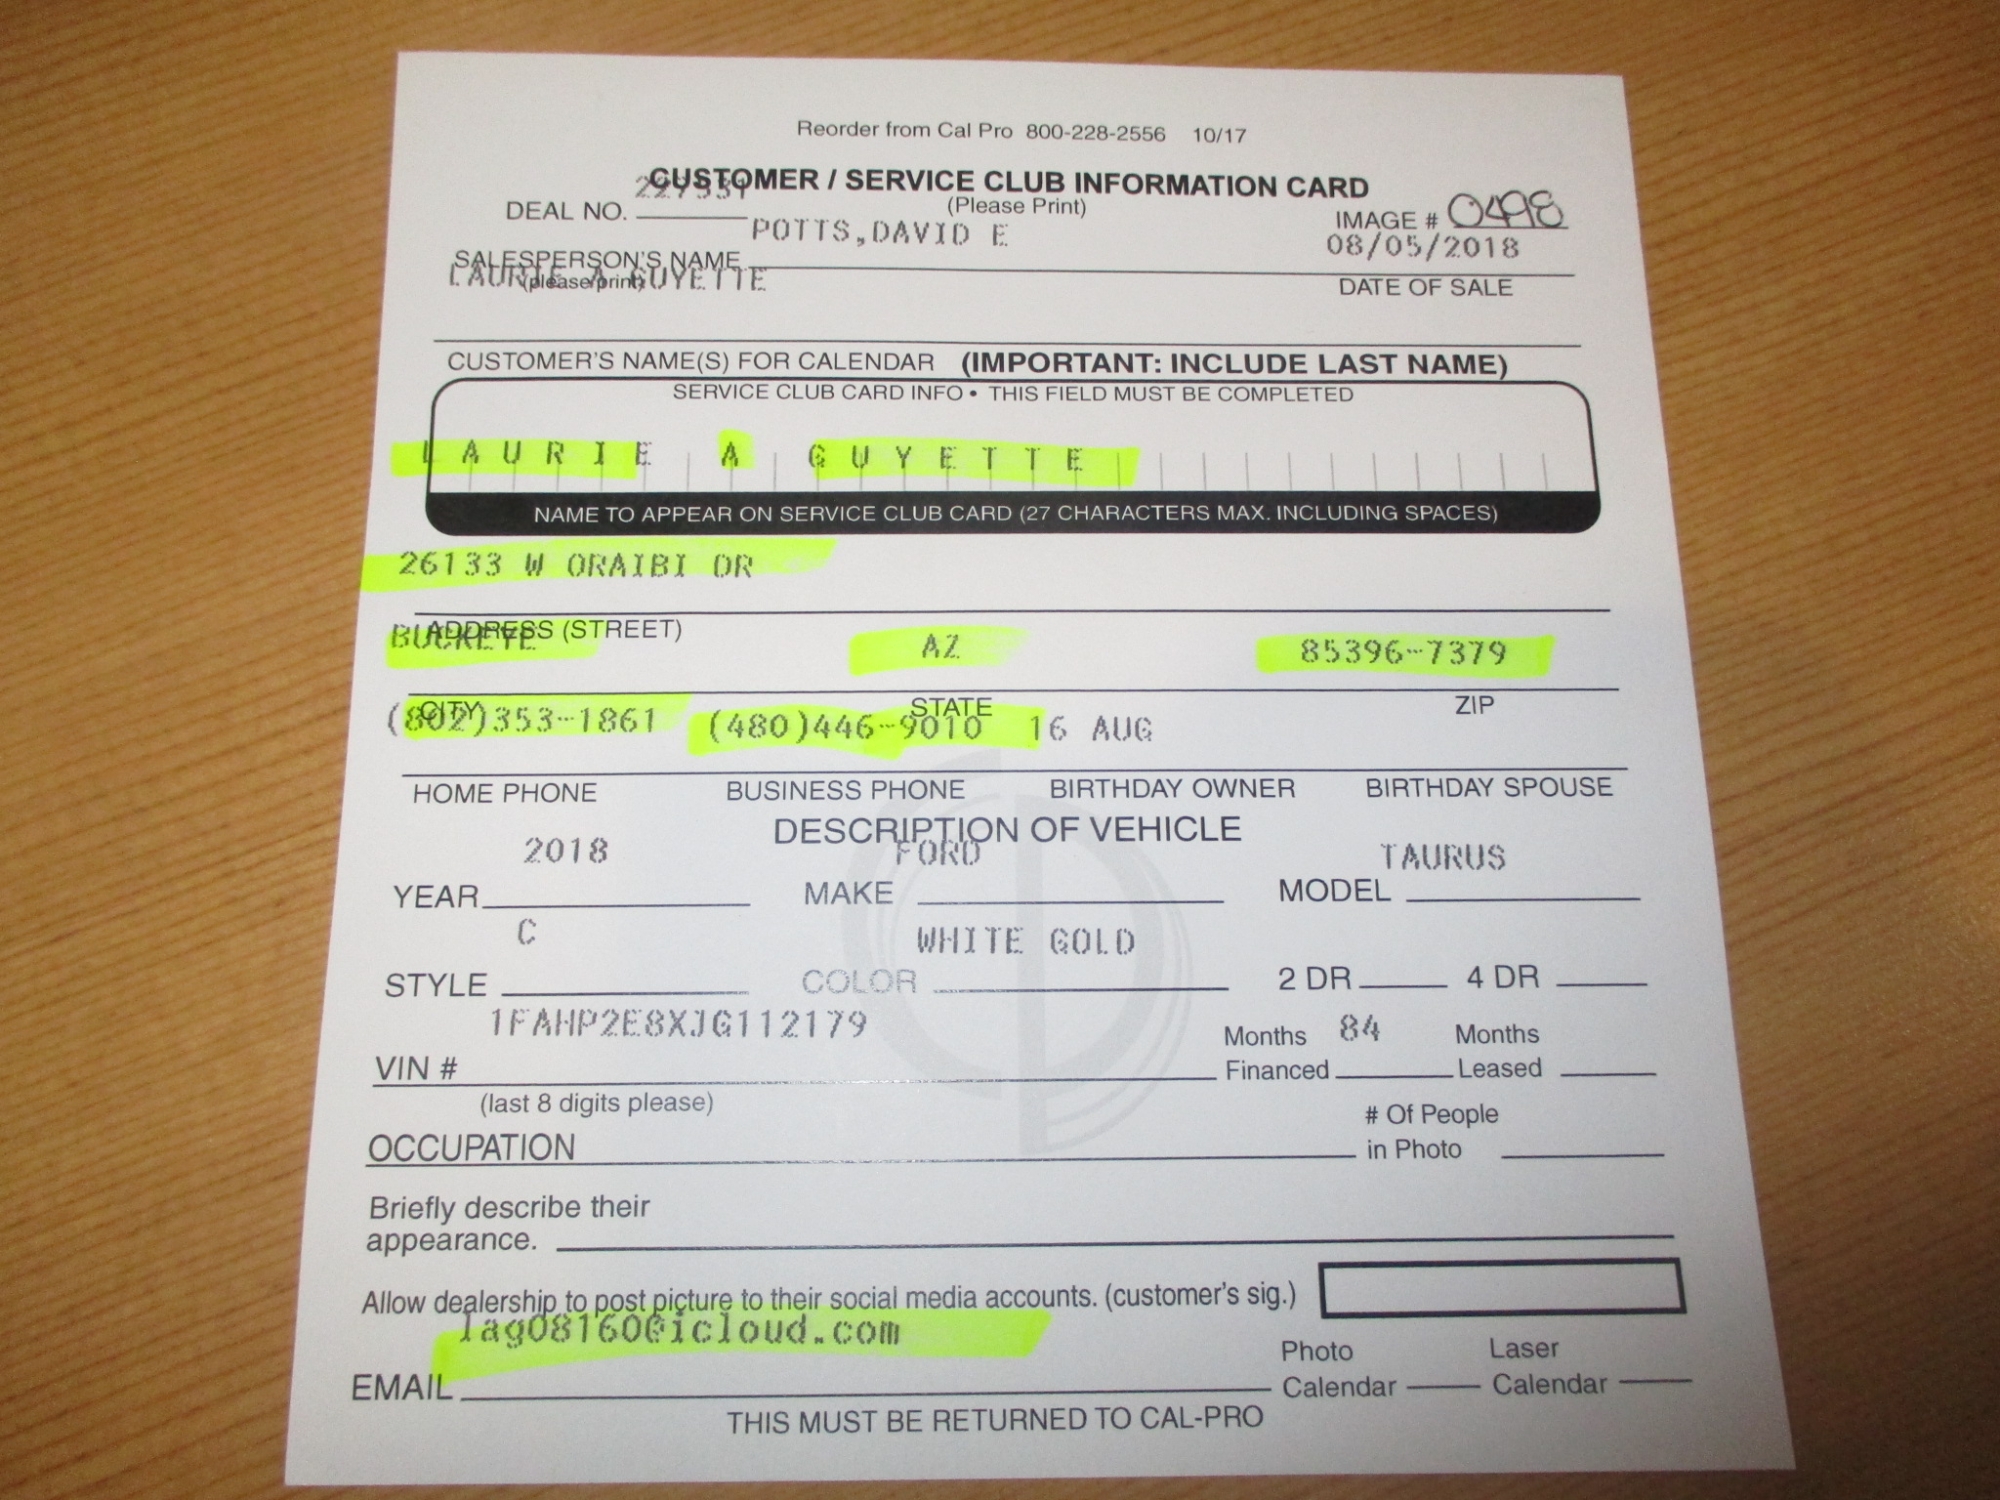 Reorder from Cal Pro 800-228-2556 10/17
CUSTOMER / SERVICE CLUB INFORMATION CARD
(Please Print)
DEAL NO.
IMAGE # 0498
POTTS,DAVID E
08/05/2018
SALESPERSON'S NAME
(please print)
DATE OF SALE
LAURIE A GUYETTE
CUSTOMER'S NAME(S) FOR CALENDAR (IMPORTANT: INCLUDE LAST NAME)
SERVICE CLUB CARD INFO • THIS FIELD MUST BE COMPLETED
LAURIE A GUYETTE
NAME TO APPEAR ON SERVICE CLUB CARD (27 CHARACTERS MAX. INCLUDING SPACES)
26133 W ORAIBI DR
ADDRESS (STREET)
BUCKEYE AZ 85396-7379
CITY STATE ZIP
(802)353-1861 (480)446-9010 16 AUG
HOME PHONE BUSINESS PHONE BIRTHDAY OWNER BIRTHDAY SPOUSE
DESCRIPTION OF VEHICLE
2018 FORD TAURUS
YEAR MAKE MODEL
C WHITE GOLD
STYLE COLOR 2 DR 4 DR
1FAHP2E8XJG112179
Months 84 Months
VIN # Financed Leased
(last 8 digits please)
# Of People
OCCUPATION in Photo
Briefly describe their
appearance.
Allow dealership to post picture to their social media accounts. (customer's sig.)
lag08160@icloud.com
Photo Laser
EMAIL Calendar Calendar
THIS MUST BE RETURNED TO CAL-PRO